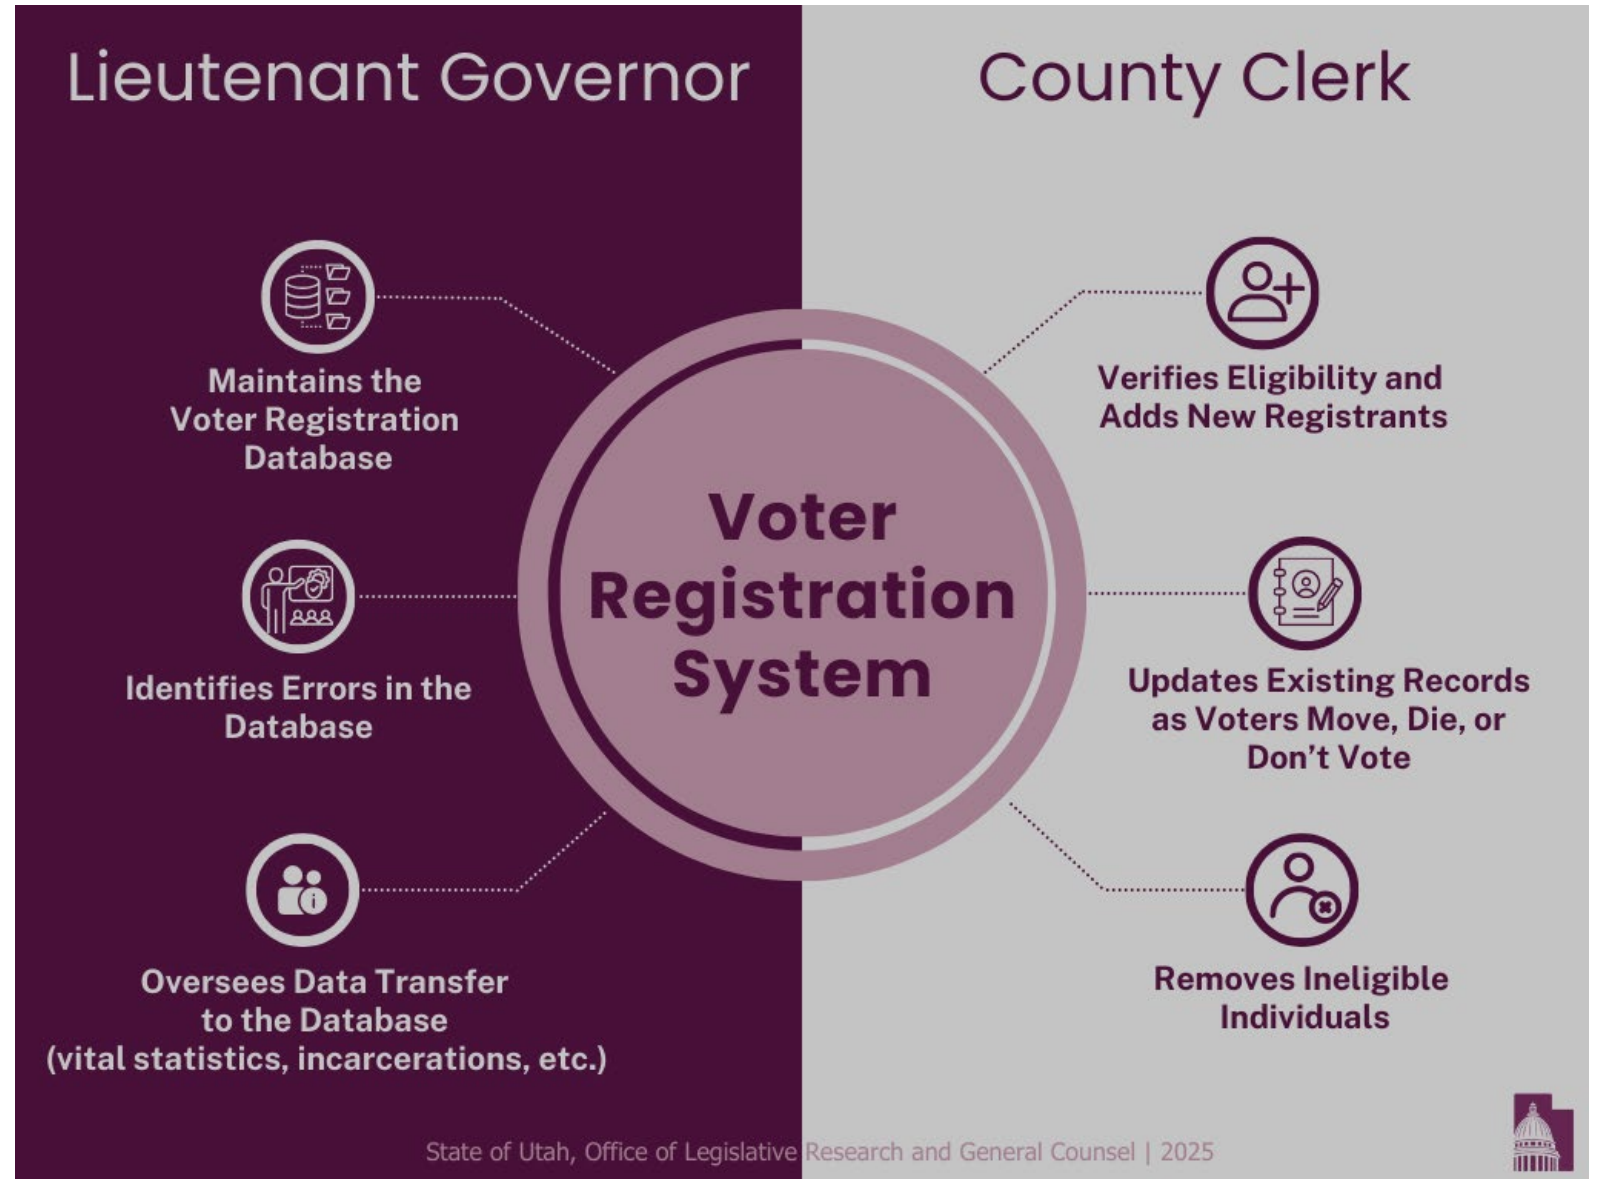 Lieutenant Governor
County Clerk
Maintains the
Voter Registration
Database
Identifies Errors in the
Database
Oversees Data Transfer
to the Database
(vital statistics, incarcerations, etc.)
Voter
Registration
System
Verifies Eligibility and
Adds New Registrants
Updates Existing Records
as Voters Move, Die, or
Don't Vote
Removes Ineligible
Individuals
State of Utah, Office of Legislative Research and General Counsel | 2025